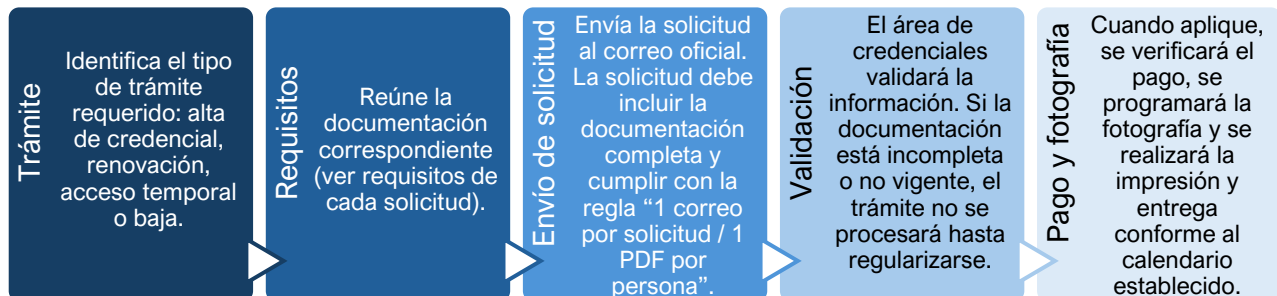 Trámite
Identifica el tipo
de trámite
requerido: alta
de credencial,
renovación,
acceso temporal
o baja.
Requisitos
Reúne la
documentación
correspondiente
(ver requisitos de
cada solicitud).
Envío de solicitud
Envía la solicitud
al correo oficial.
La solicitud debe
incluir la
documentación
completa y
cumplir con la
regla “1 correo
por solicitud / 1
PDF por
persona”.
Validación
El área de
credenciales
validará la
información. Si la
documentación
está incompleta
o no vigente, el
trámite no se
procesará hasta
regularizarse.
Pago y fotografía
Cuando aplique,
se verificará el
pago, se
programará la
fotografía y se
realizará la
impresión y
entrega
conforme al
calendario
establecido.